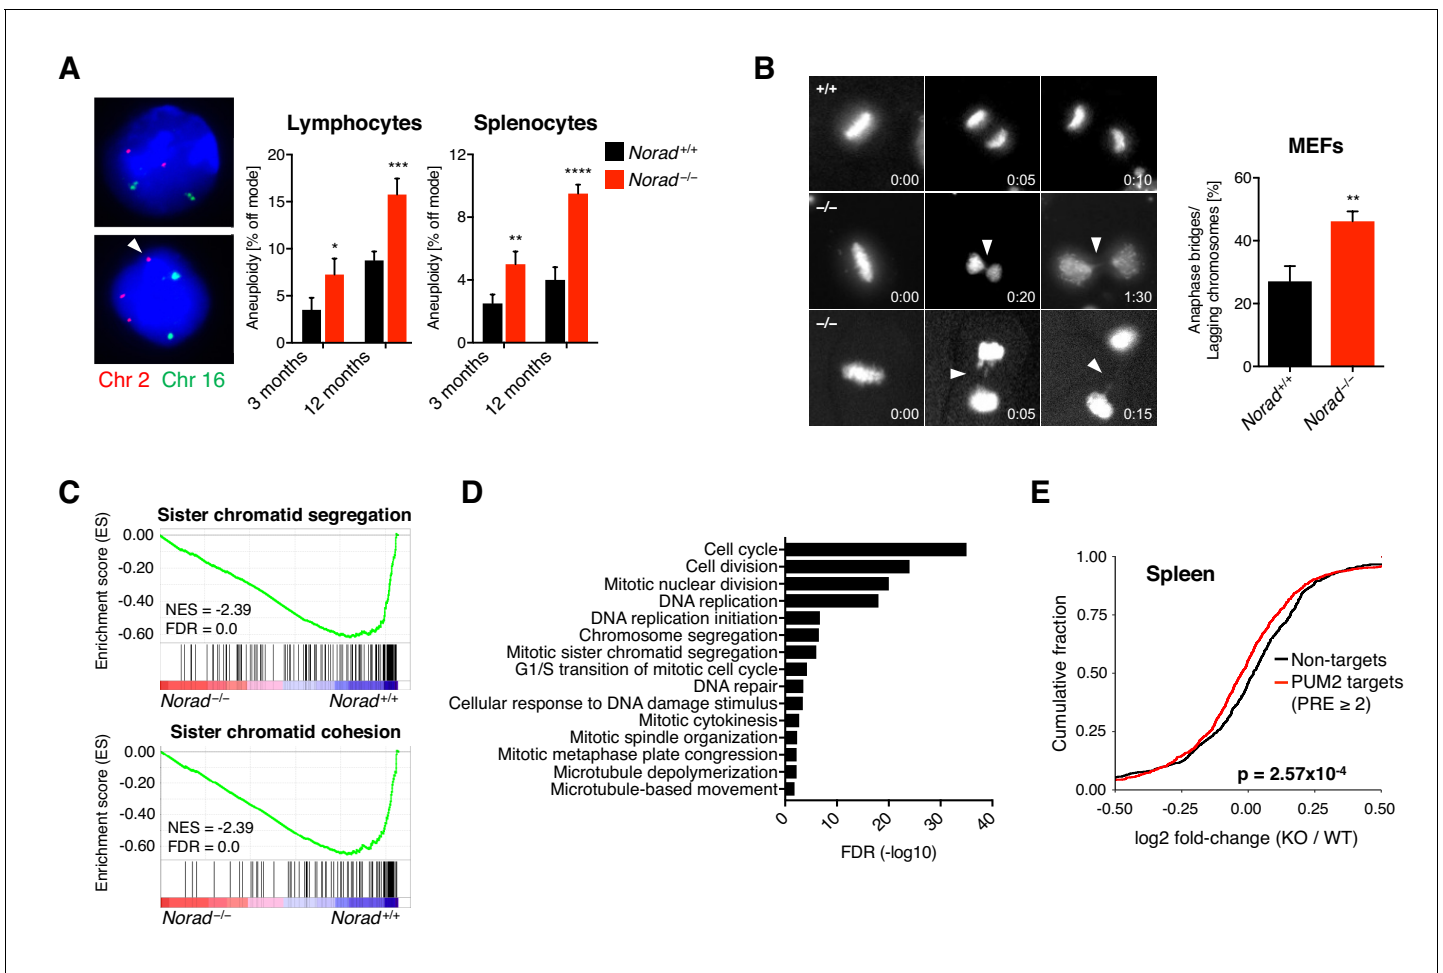 A
Lymphocytes
Splenocytes
Norad+/+
Norad−/−
Aneuploidy [% off mode]
20
15
10
5
0
*
***
3 months
12 months
Aneuploidy [% off mode]
12
8
4
0
**
****
3 months
12 months
Chr 2 Chr 16
B
+/+
0:00
0:05
0:10
−/−
0:00
0:20
1:30
−/−
0:00
0:05
0:15
MEFs
Anaphase bridges/
Lagging chromosomes [%]
60
40
20
0
**
Norad+/+
Norad−/−
C
Sister chromatid segregation
Enrichment score (ES)
0.00
-0.20
-0.40
-0.60
NES = -2.39
FDR = 0.0
Norad−/−
Norad+/+
Sister chromatid cohesion
Enrichment score (ES)
0.00
-0.20
-0.40
-0.60
NES = -2.39
FDR = 0.0
Norad−/−
Norad+/+
D
Cell cycle
Cell division
Mitotic nuclear division
DNA replication
DNA replication initiation
Chromosome segregation
Mitotic sister chromatid segregation
G1/S transition of mitotic cell cycle
DNA repair
Cellular response to DNA damage stimulus
Mitotic cytokinesis
Mitotic spindle organization
Mitotic metaphase plate congression
Microtubule depolymerization
Microtubule-based movement
0
10
20
30
40
FDR (-log10)
E
Spleen
Cumulative fraction
1.00
0.75
0.50
0.25
0.00
Non-targets
PUM2 targets
(PRE ≥ 2)
p = 2.57x10-4
-0.50
-0.25
0.00
0.25
0.50
log2 fold-change (KO / WT)